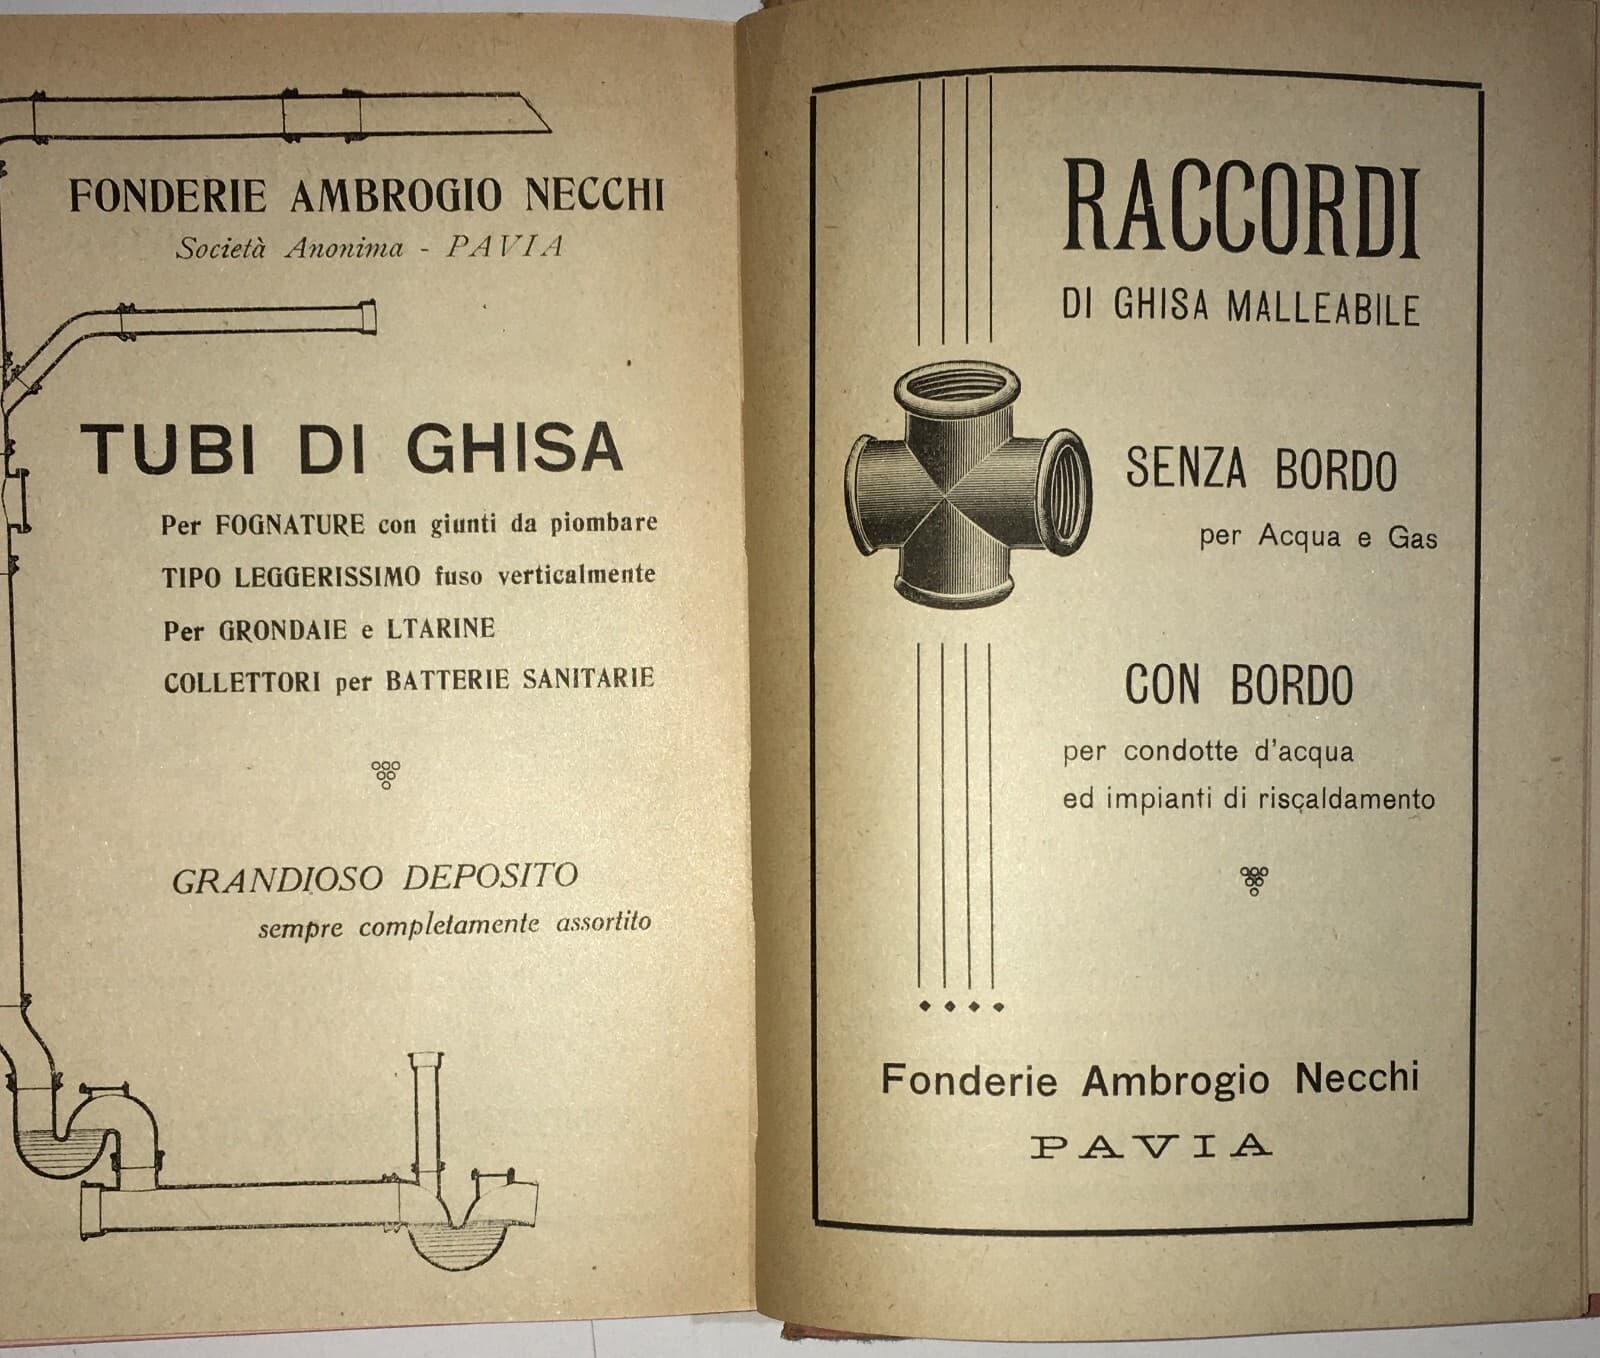 FONDERIE AMBROGIO NECCHI
Società Anonima - PAVIA
TUBI DI GHISA
Per FOGNATURE con giunti da piombare
TIPO LEGGERISSIMO fuso verticalmente
Per GRONDAIE e LTARINE
COLLETTORI per BATTERIE SANITARIE
GRANDIOSO DEPOSITO
sempre completamente assortito
RACCORDI
DI GHISA MALLEABILE
SENZA BORDO
per Acqua e Gas
CON BORDO
per condotte d'acqua
ed impianti di riscaldamento
Fonderie Ambrogio Necchi
PAVIA